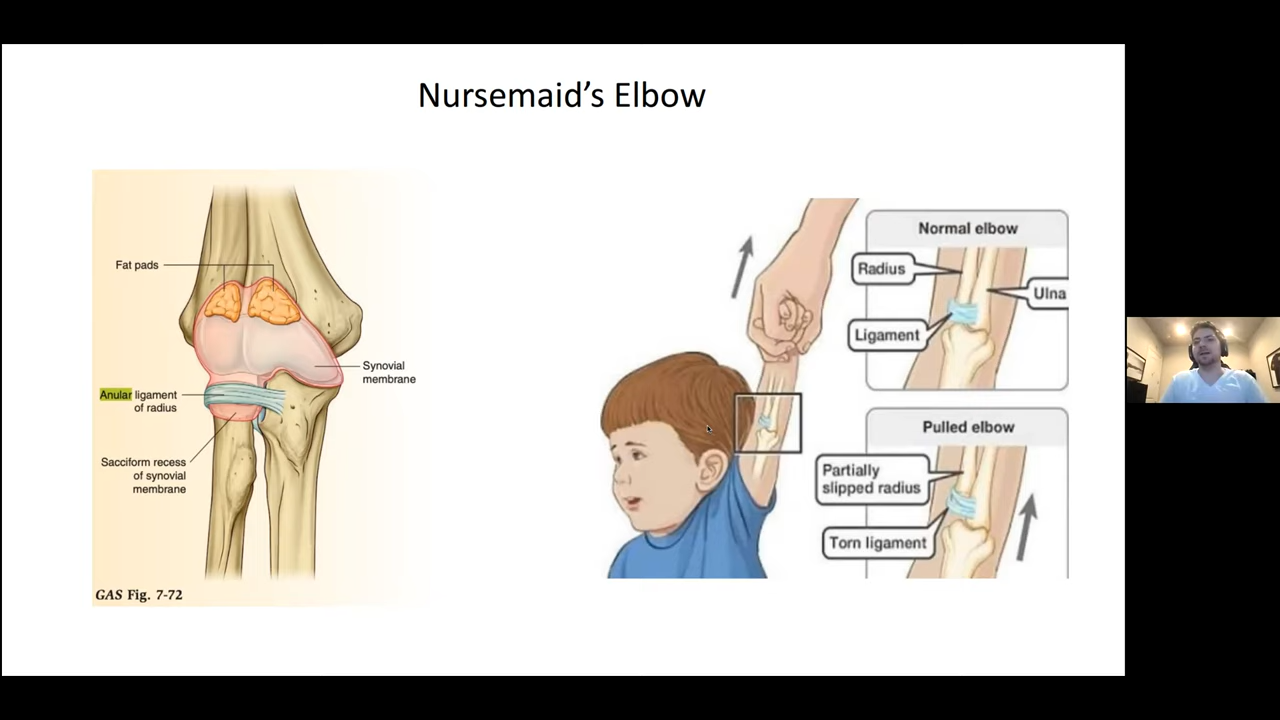 Nursemaid’s Elbow
Fat pads
Synovial
membrane
Anular ligament
of radius
Sacciform recess
of synovial
membrane
GAS Fig. 7-72
Normal elbow
Radius
Ulna
Ligament
Pulled elbow
Partially
slipped radius
Torn ligament